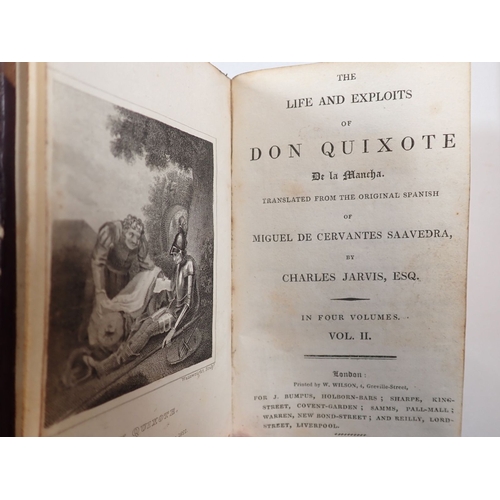 QUIXOTE.
THE
LIFE AND EXPLOITS
OF
DON QUIXOTE
De la Mancha.
TRANSLATED FROM THE ORIGINAL SPANISH
OF
MIGUEL DE CERVANTES SAAVEDRA,
BY
CHARLES JARVIS, ESQ.
IN FOUR VOLUMES.
VOL. II.
London:
Printed by W. WILSON, 4, Greville-Street,
FOR J. BUMPUS, HOLBORN-BARS; SHARPE, KING-
STREET, COVENT-GARDEN; SAMMS, PALL-MALL;
WARREN, NEW BOND-STREET; AND REILLY, LORD-
STREET, LIVERPOOL.